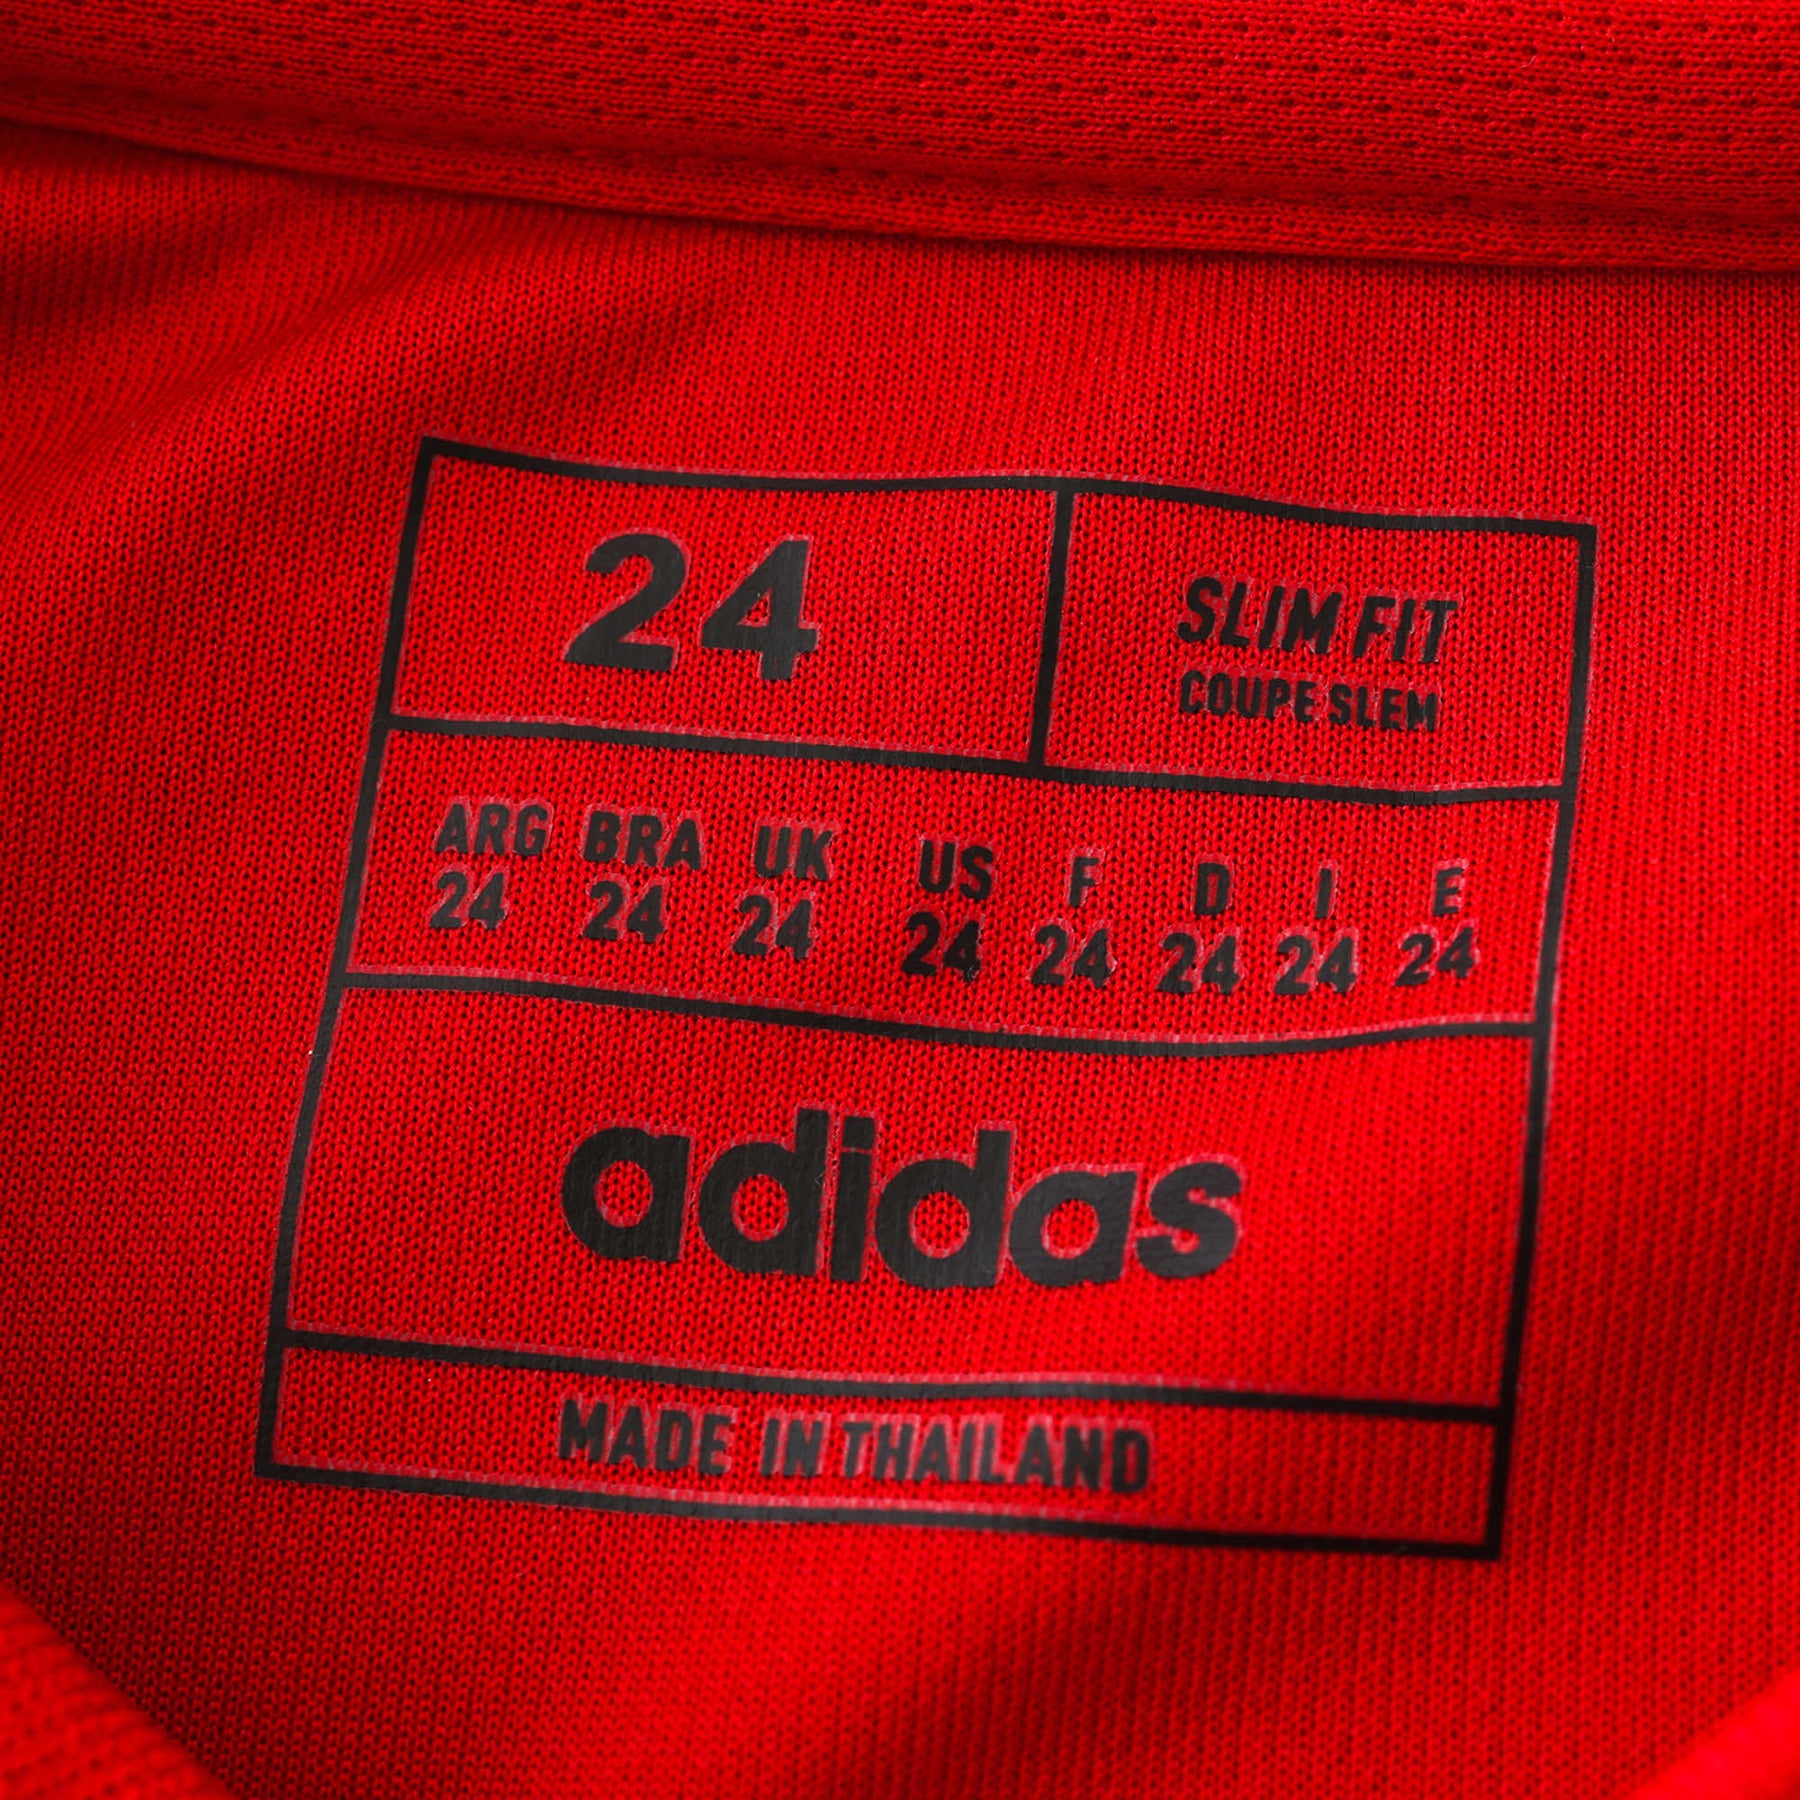 24
SLIM FIT
COUPE SLEM
ARG BRA UK US F D I E
24 24 24 24 24 24 24 24
adidas
MADE IN THAILAND